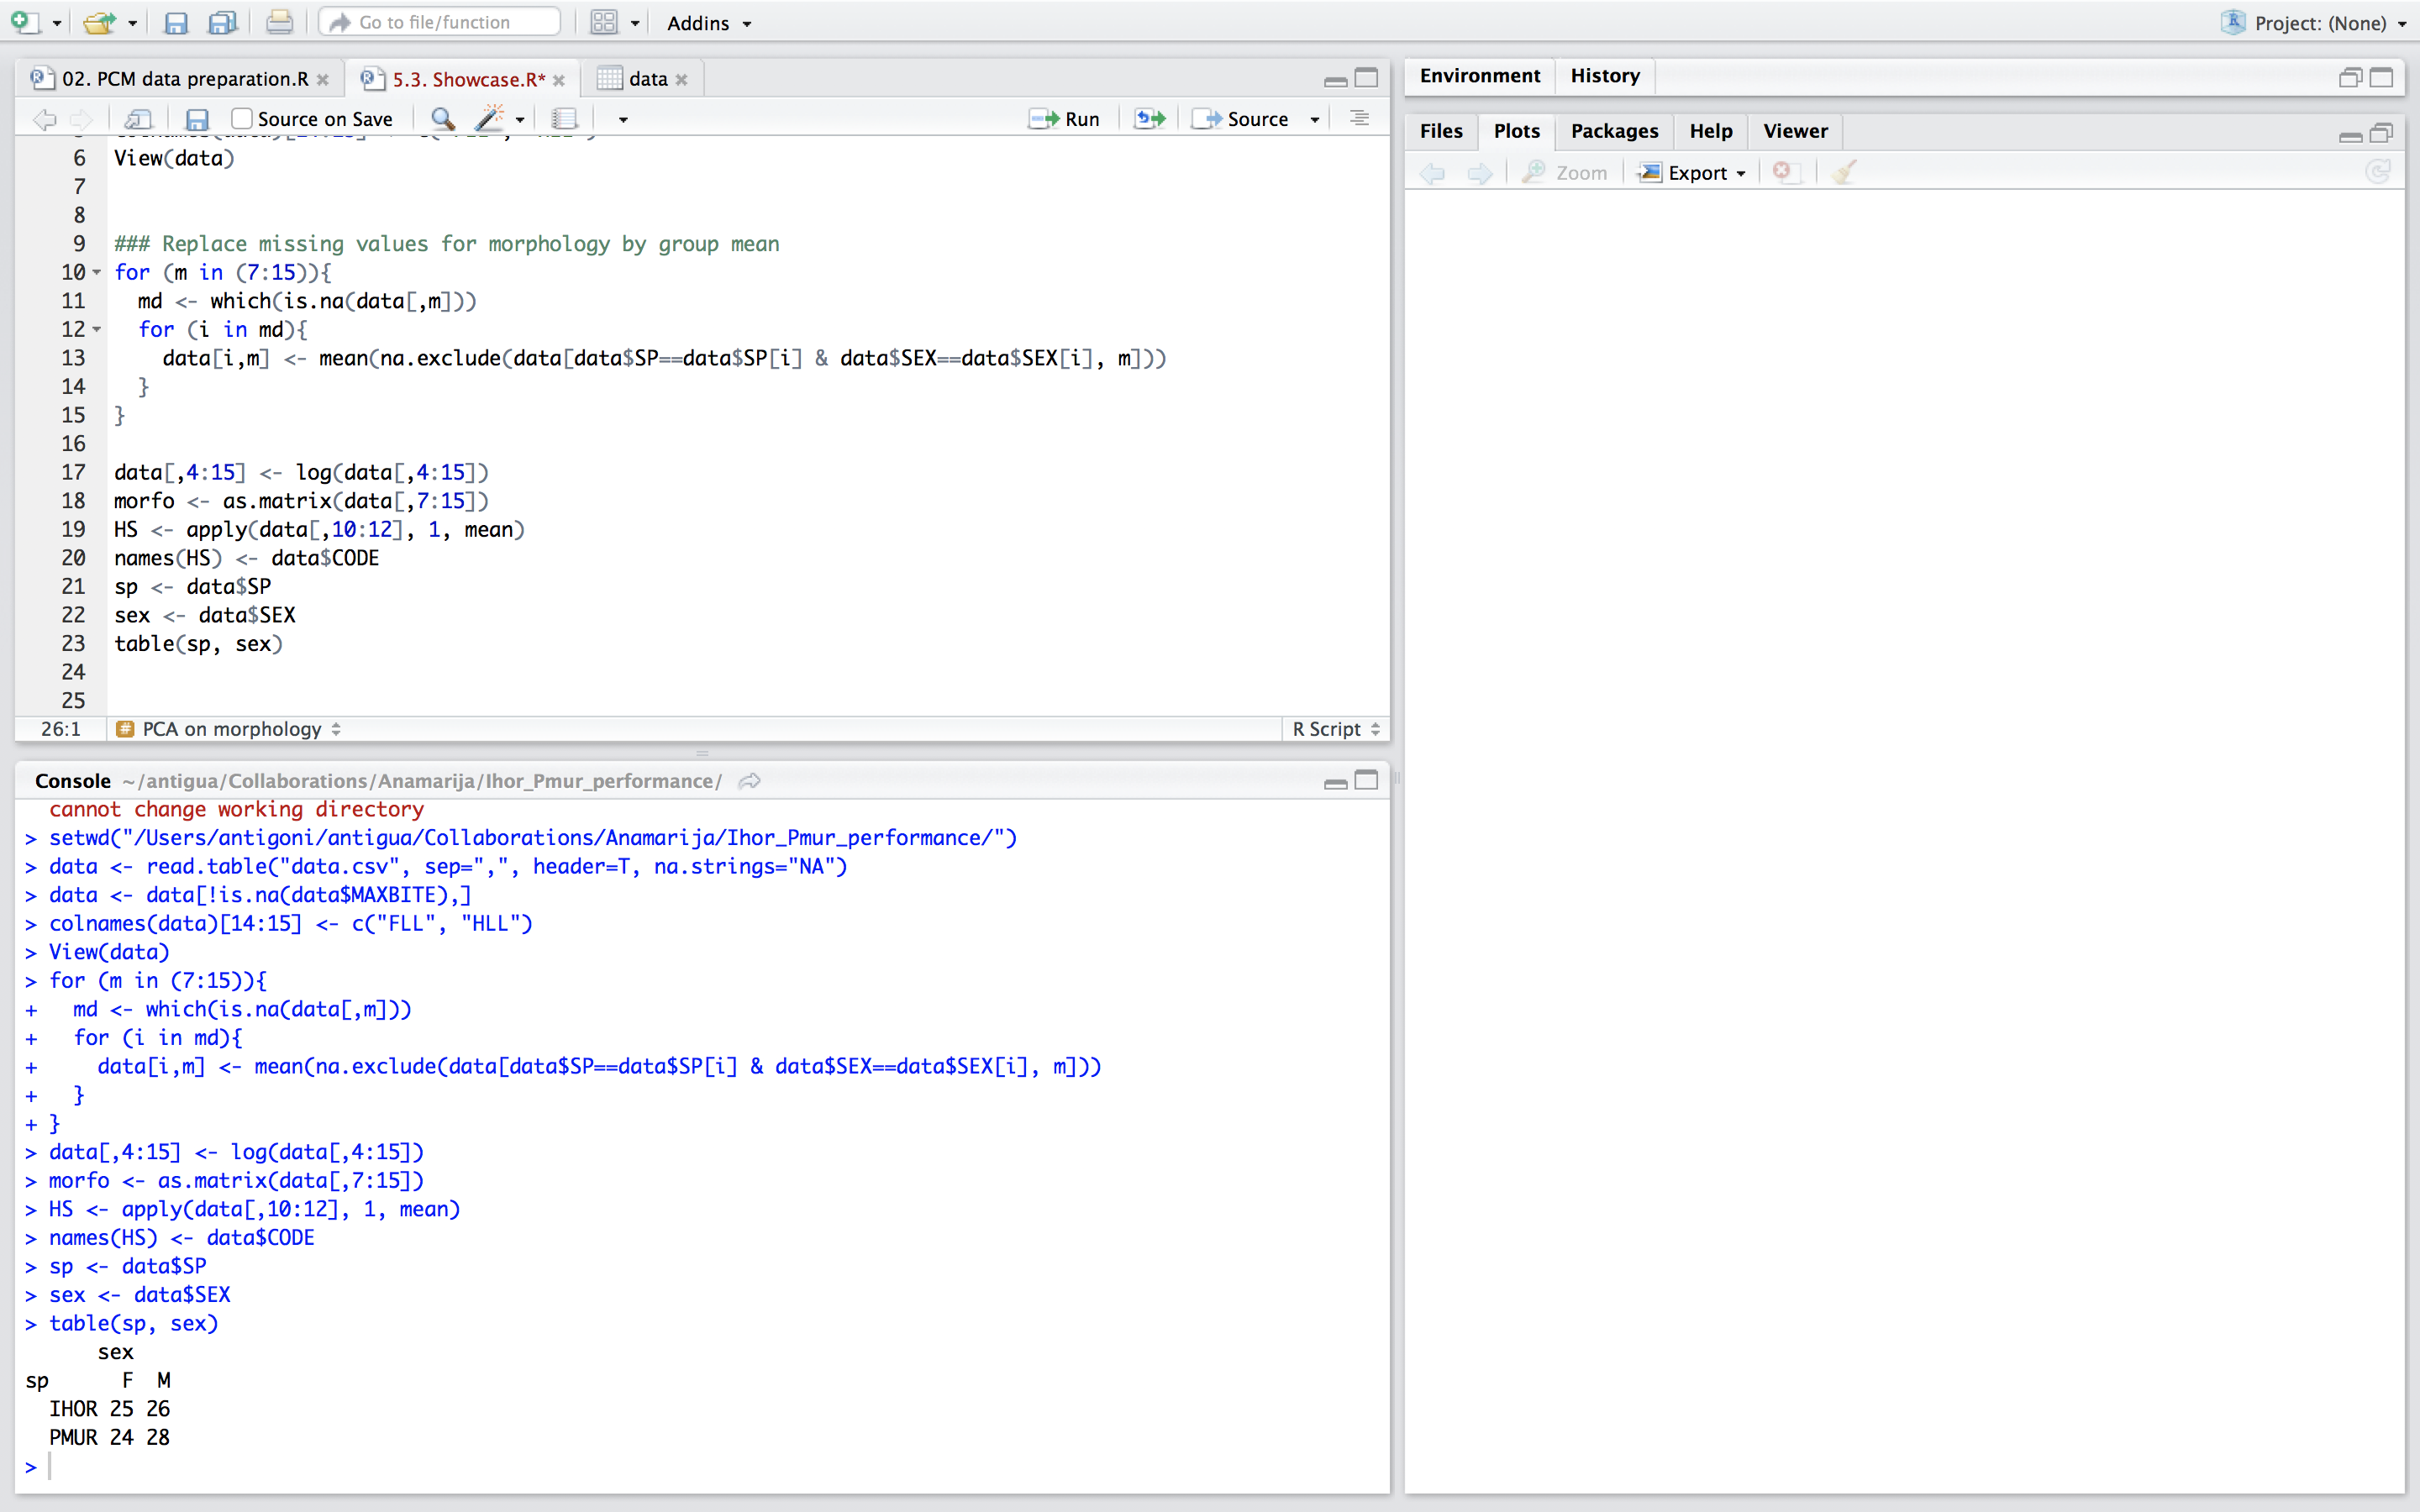 Go to file/function
Addins
Project: (None)
02. PCM data preparation.R
5.3. Showcase.R*
data
Source on Save
Run
Source
6 View(data)
7
8
9 ### Replace missing values for morphology by group mean
10 for (m in (7:15)){
11 md <- which(is.na(data[,m]))
12 for (i in md){
13 data[i,m] <- mean(na.exclude(data[data$SP==data$SP[i] & data$SEX==data$SEX[i], m]))
14 }
15 }
16
17 data[,4:15] <- log(data[,4:15])
18 morfo <- as.matrix(data[,7:15])
19 HS <- apply(data[,10:12], 1, mean)
20 names(HS) <- data$CODE
21 sp <- data$SP
22 sex <- data$SEX
23 table(sp, sex)
24
25
26:1 PCA on morphology R Script
Console ~/antigua/Collaborations/Anamarija/Ihor_Pmur_performance/
cannot change working directory
> setwd("/Users/antigoni/antigua/Collaborations/Anamarija/Ihor_Pmur_performance/")
> data <- read.table("data.csv", sep=",", header=T, na.strings="NA")
> data <- data[!is.na(data$MAXBITE),]
> colnames(data)[14:15] <- c("FLL", "HLL")
> View(data)
> for (m in (7:15)){
+ md <- which(is.na(data[,m]))
+ for (i in md){
+ data[i,m] <- mean(na.exclude(data[data$SP==data$SP[i] & data$SEX==data$SEX[i], m]))
+ }
+ }
> data[,4:15] <- log(data[,4:15])
> morfo <- as.matrix(data[,7:15])
> HS <- apply(data[,10:12], 1, mean)
> names(HS) <- data$CODE
> sp <- data$SP
> sex <- data$SEX
> table(sp, sex)
sex
sp F M
IHOR 25 26
PMUR 24 28
>
Environment History
Files Plots Packages Help Viewer
Zoom Export